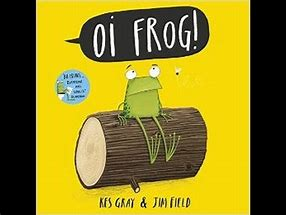 OI FROG!
KES GRAY & JIM FIELD